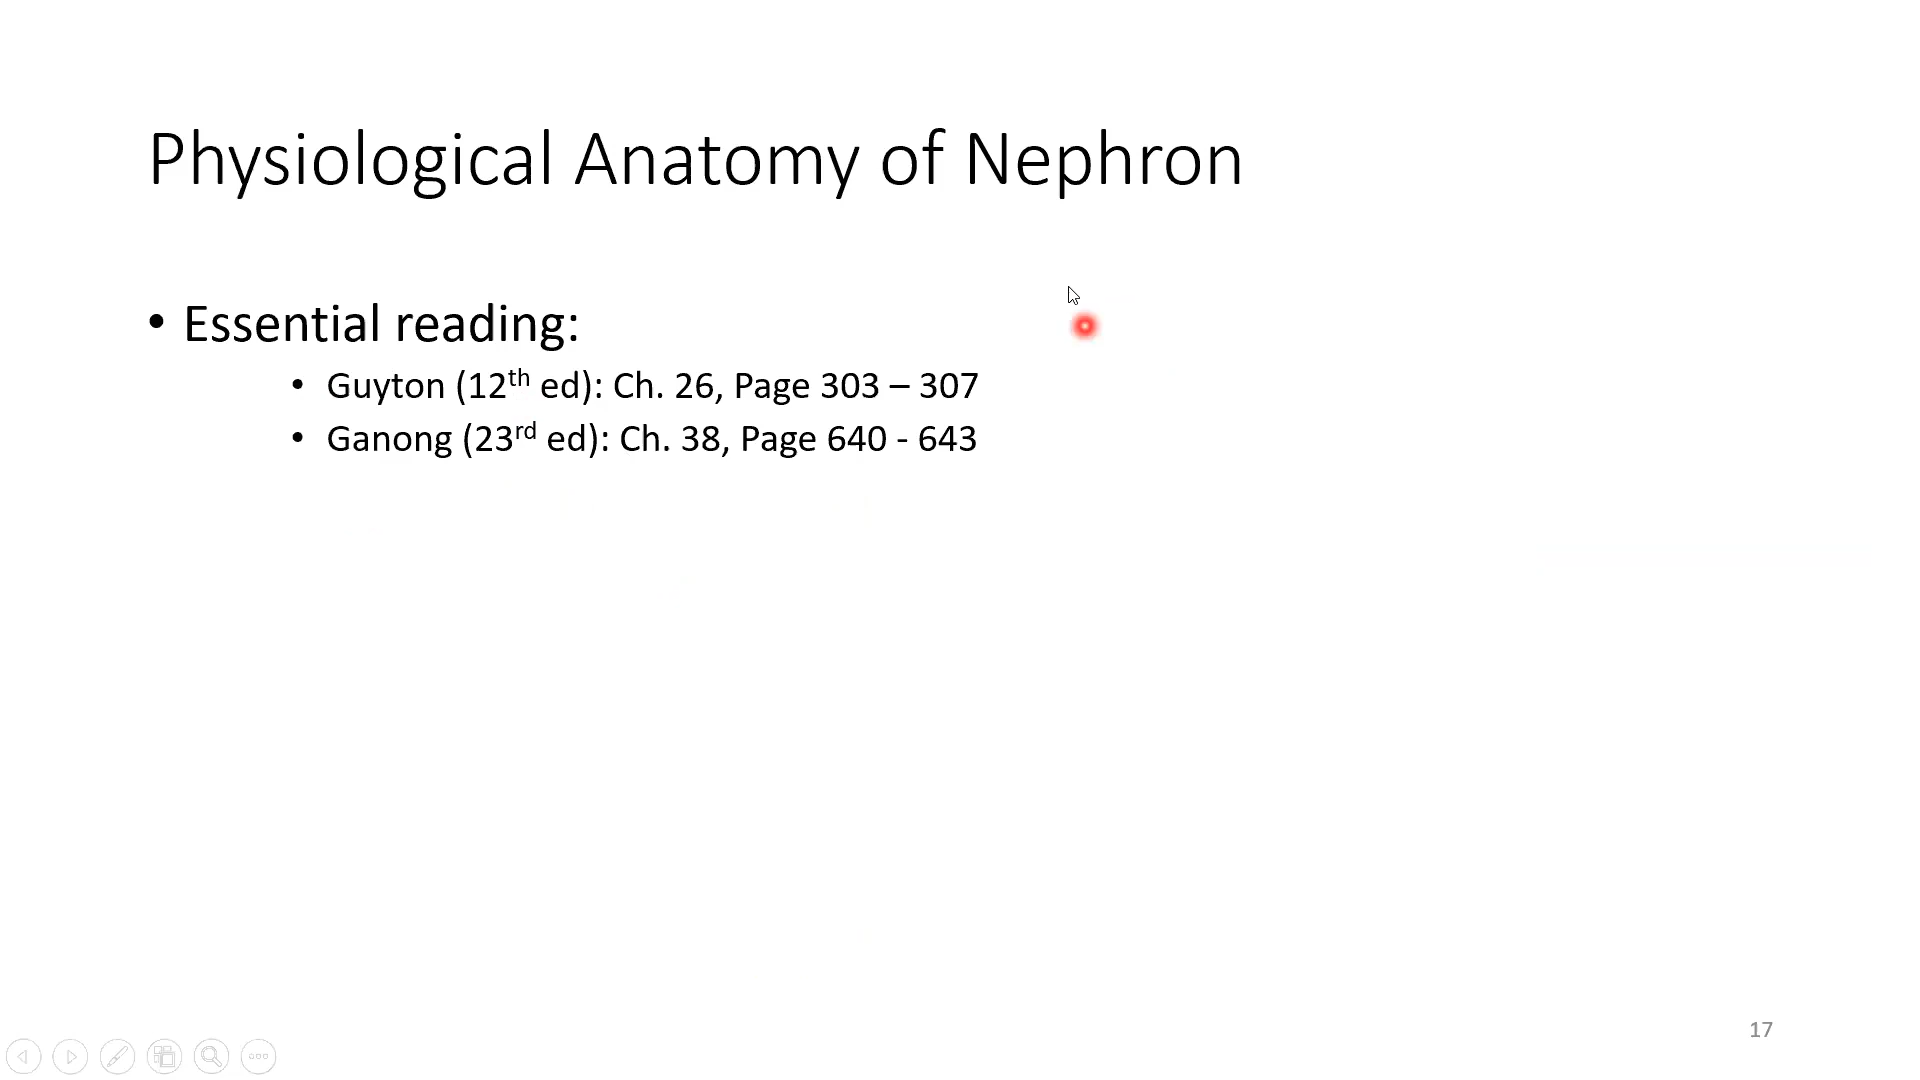 Physiological Anatomy of Nephron
• Essential reading:
• Guyton (12th ed): Ch. 26, Page 303 – 307
• Ganong (23rd ed): Ch. 38, Page 640 - 643
17